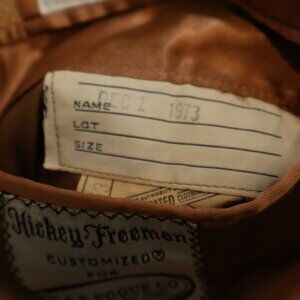 NAME DEC 1 1973
LOT
SIZE
Hickey-Freeman
CUSTOMIZED®
FOR